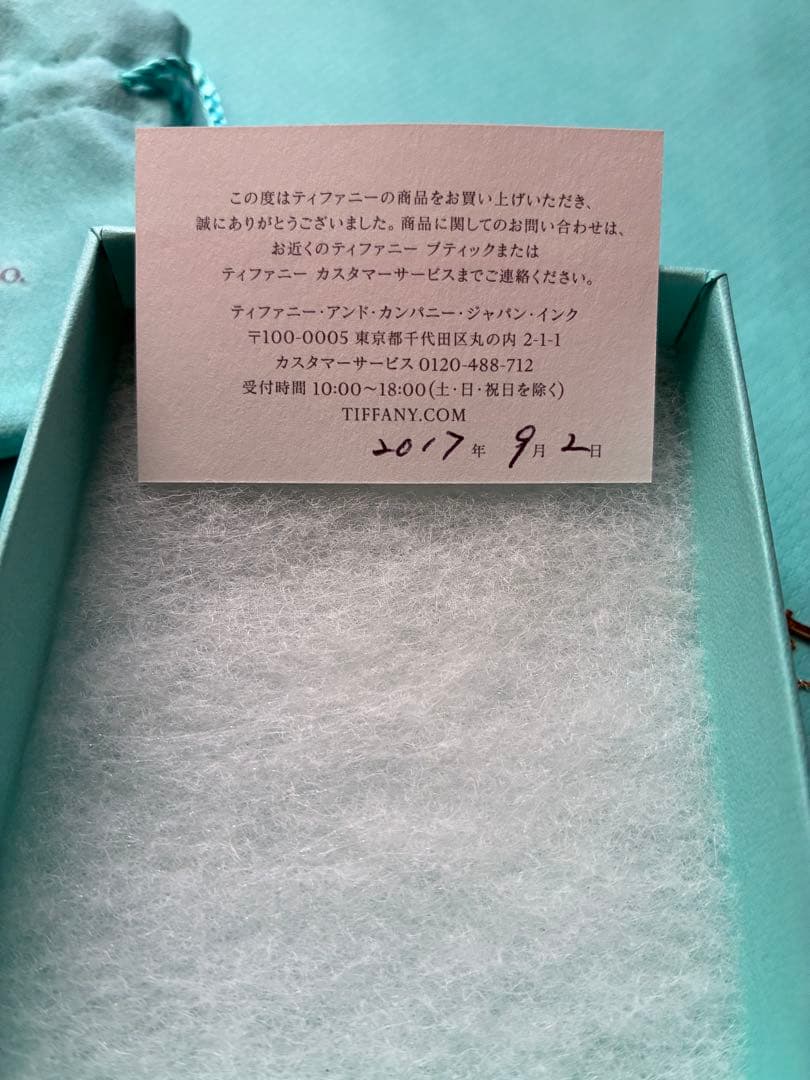 この度はティファニーの商品をお買い上げいただき、
誠にありがとうございました。商品に関してのお問い合わせは、
お近くのティファニー ブティックまたは
ティファニー カスタマーサービスまでご連絡ください。
ティファニー・アンド・カンパニー・ジャパン・インク
〒100-0005 東京都千代田区丸の内 2-1-1
カスタマーサービス 0120-488-712
受付時間 10:00〜18:00(土・日・祝日を除く)
TIFFANY.COM
2017年 9月2日